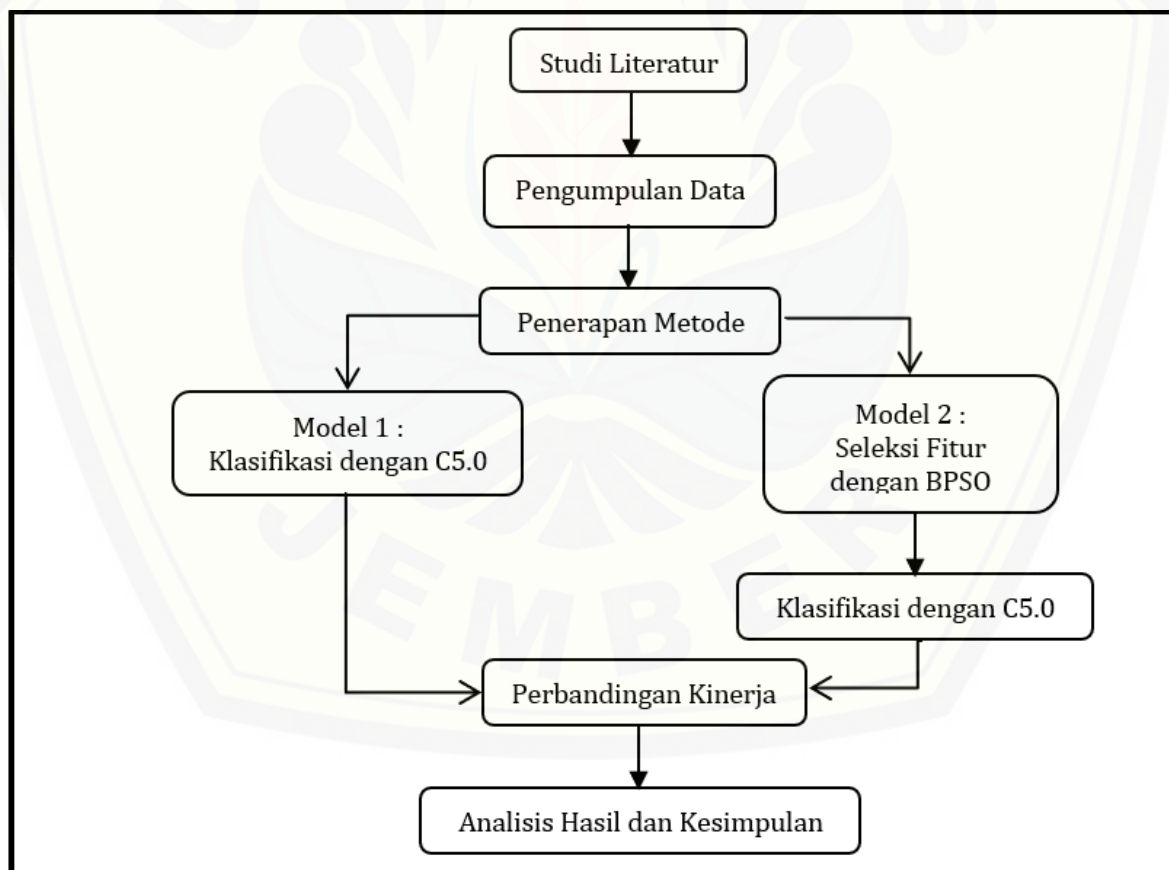 Studi Literatur
Pengumpulan Data
Penerapan Metode
Model 1 :
Klasifikasi dengan C5.0
Model 2 :
Seleksi Fitur
dengan BPSO
Klasifikasi dengan C5.0
Perbandingan Kinerja
Analisis Hasil dan Kesimpulan
JEMBER